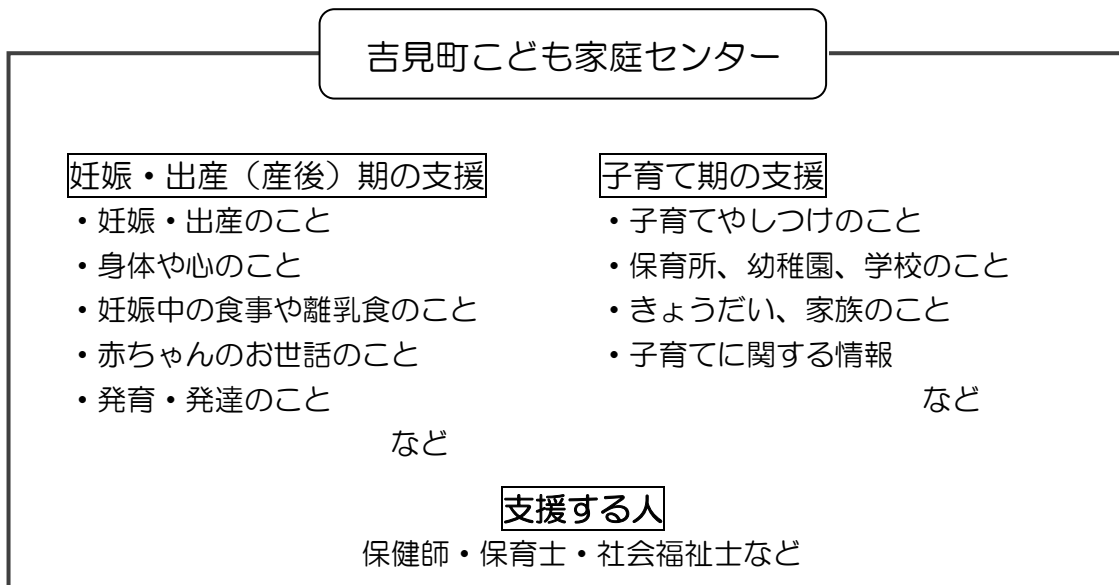 吉見町こども家庭センター
妊娠・出産（産後）期の支援
・妊娠・出産のこと
・身体や心のこと
・妊娠中の食事や離乳食のこと
・赤ちゃんのお世話のこと
・発育・発達のこと
など
子育て期の支援
・子育てやしつけのこと
・保育所、幼稚園、学校のこと
・きょうだい、家族のこと
・子育てに関する情報
など
支援する人
保健師・保育士・社会福祉士など